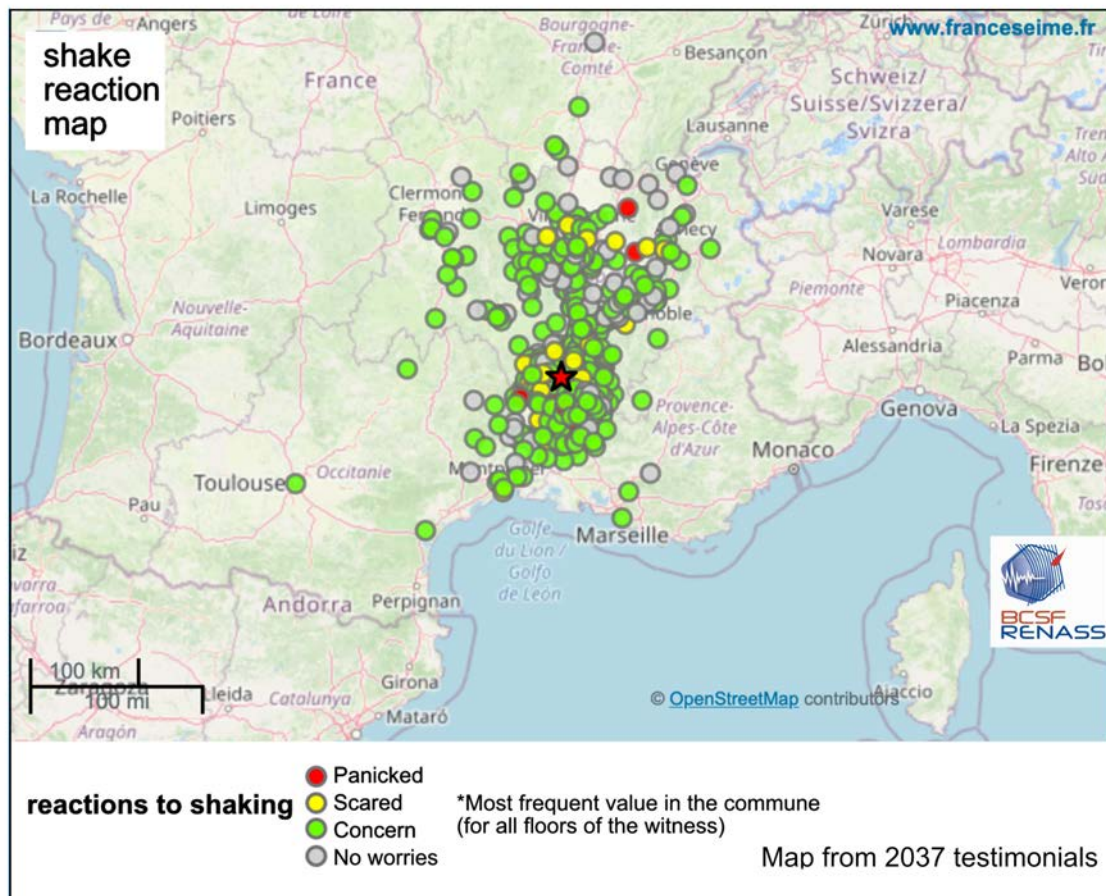 Pays de
Angers
Bourgogne-
Fran e-
Comté
Besançon
Zürich
www.franceseime.fr
shake
reaction
map
France
Schweiz/
Suisse/Svizzera/
Svizra
Poitiers
Lausanne
Genève
La Rochelle
Limoges
Clermont
Fer and
Varese
Lombardia
Novara
Nouvelle-
Aquitaine
Piemonte
Piacenza
Bordeaux
noble
Alessandria
Parma
Genova
La Spezia
Provence-
Alpes-Côte
d'Azur
Monaco
Firenze
Occitanie
Toulouse
Pau
Marseille
Golfe
du Lion /
Golfo
de León
Andorra
Perpignan
BCSF
RENASS
100 km
100 mi
Zaragoza
Lleida
Catalunya
Girona
Mataró
Aragón
Ajaccio
© OpenStreetMap contributors
reactions to shaking
Panicked
Scared
Concern
No worries
*Most frequent value in the commune
(for all floors of the witness)
Map from 2037 testimonials